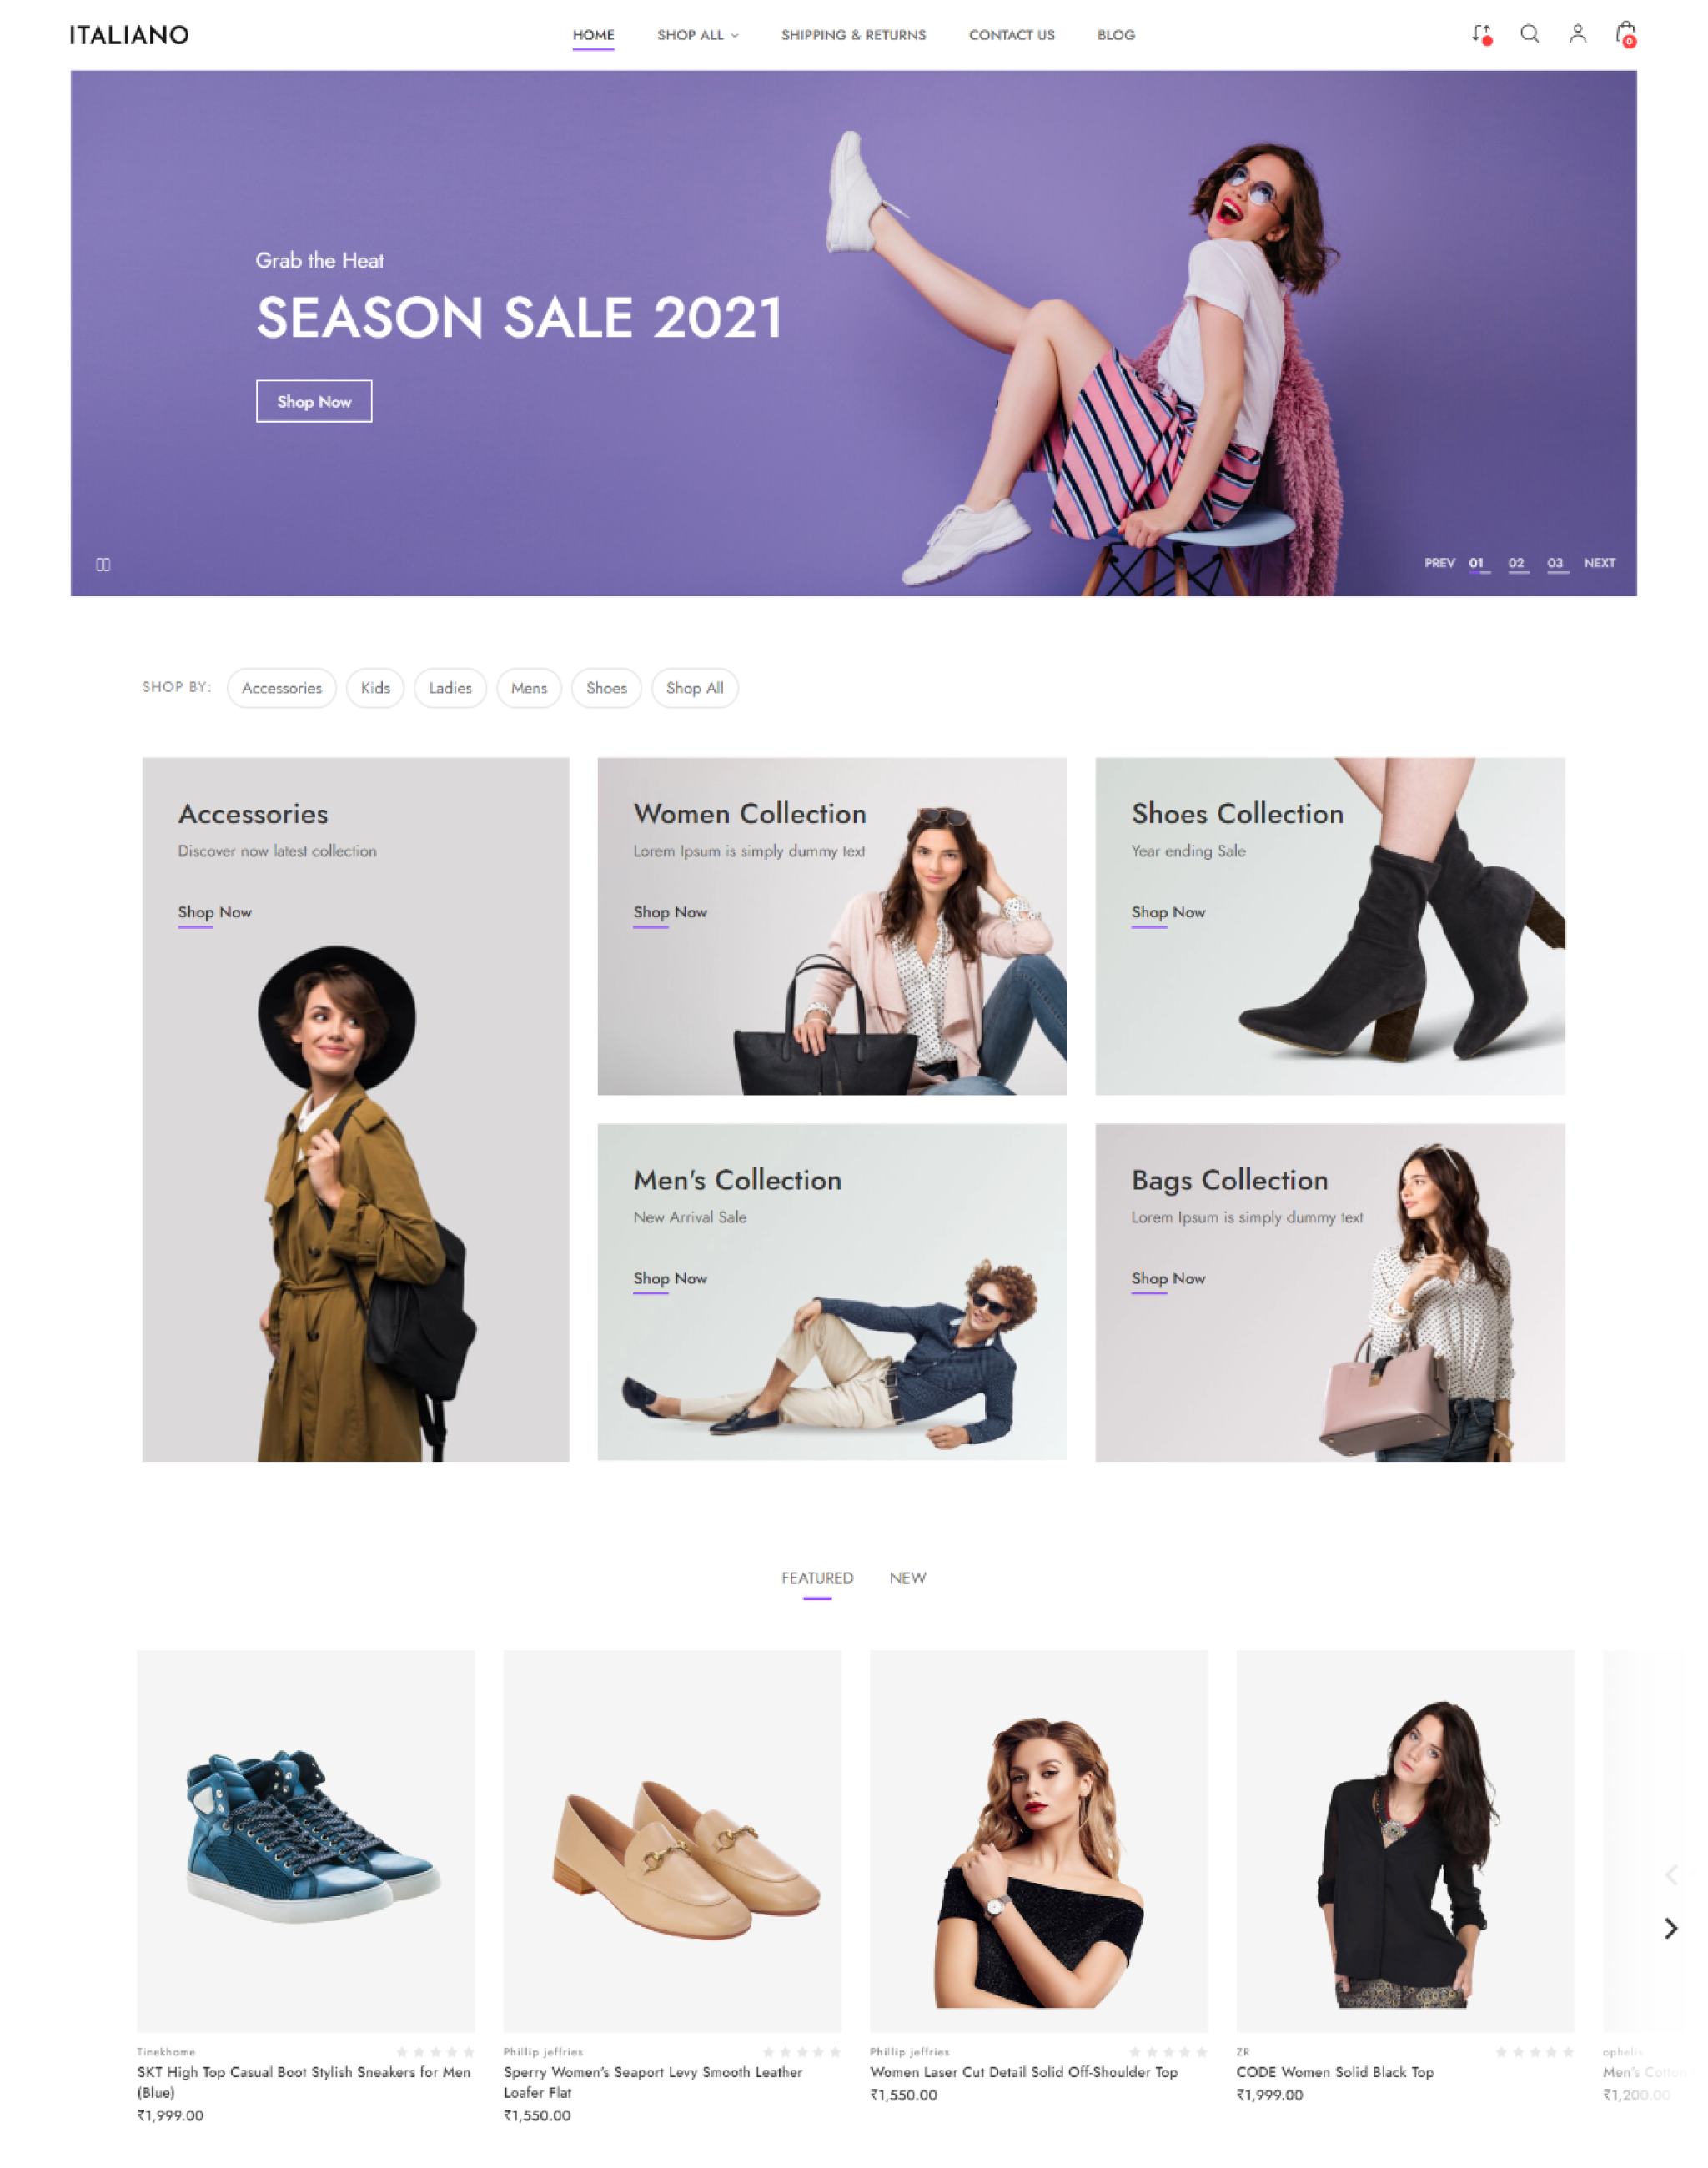 ITALIANO
HOME SHOP ALL SHIPPING & RETURNS CONTACT US BLOG
0
Grab the Heat
SEASON SALE 2021
Shop Now
PREV 01 02 03 NEXT
SHOP BY: Accessories Kids Ladies Mens Shoes Shop All
Accessories
Discover now latest collection
Shop Now
Women Collection
Lorem Ipsum is simply dummy text
Shop Now
Shoes Collection
Year ending Sale
Shop Now
Men's Collection
New Arrival Sale
Shop Now
Bags Collection
Lorem Ipsum is simply dummy text
Shop Now
FEATURED NEW
Tinekhome
SKT High Top Casual Boot Stylish Sneakers for Men
(Blue)
₹1,999.00
Phillip jeffries
Sperry Women's Seaport Levy Smooth Leather
Loafer Flat
₹1,550.00
Phillip jeffries
Women Laser Cut Detail Solid Off-Shoulder Top
₹1,550.00
ZR
CODE Women Solid Black Top
₹1,999.00
Men's
₹1,200.00